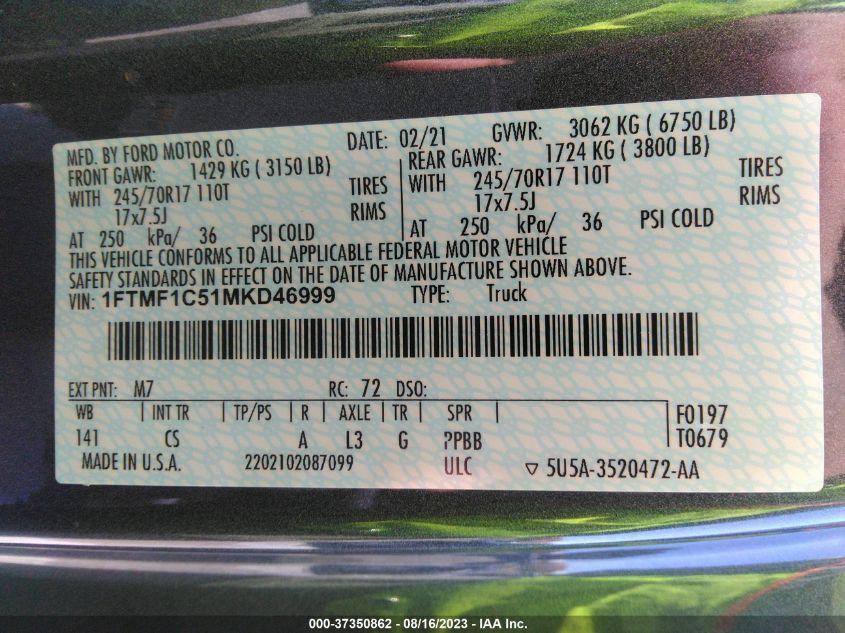 MFD. BY FORD MOTOR CO. DATE: 02/21 GVWR: 3062 KG ( 6750 LB)
FRONT GAWR: 1429 KG ( 3150 LB) REAR GAWR: 1724 KG ( 3800 LB)
WITH 245/70R17 110T TIRES WITH 245/70R17 110T TIRES
17x7.5J RIMS 17x7.5J RIMS
AT 250 kPa/ 36 PSI COLD AT 250 kPa/ 36 PSI COLD
THIS VEHICLE CONFORMS TO ALL APPLICABLE FEDERAL MOTOR VEHICLE
SAFETY STANDARDS IN EFFECT ON THE DATE OF MANUFACTURE SHOWN ABOVE.
VIN: 1FTMF1C51MKD46999 TYPE: Truck
EXT PNT: M7 RC: 72 DSO:
WB INT TR TP/PS R AXLE TR SPR F0197
141 CS A L3 G PPBB T0679
MADE IN U.S.A. 2202102087099 ULC 5U5A-3520472-AA
000-37350862 - 08/16/2023 - IAA Inc.